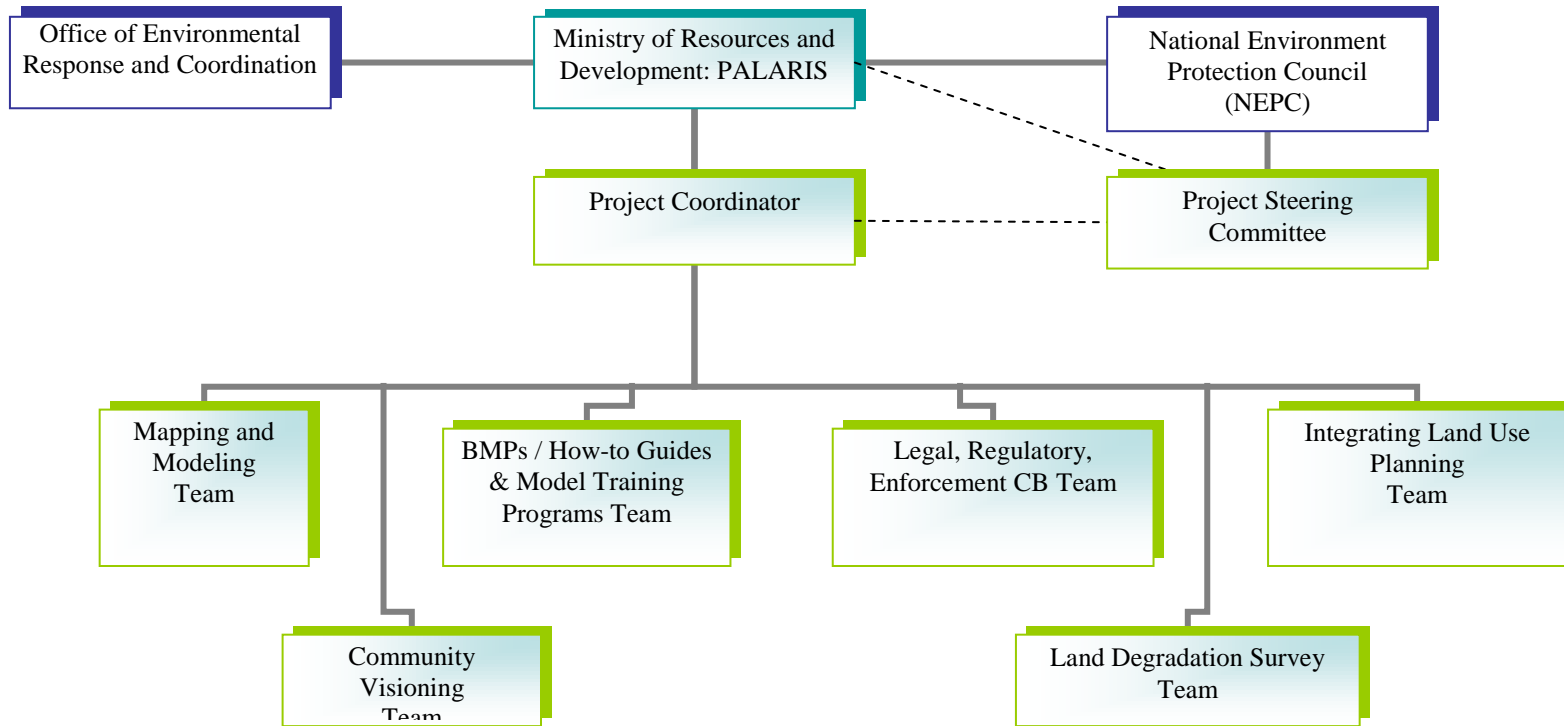 Office of Environmental
Response and Coordination
Ministry of Resources and
Development: PALARIS
National Environment
Protection Council
(NEPC)
Project Coordinator
Project Steering
Committee
Mapping and
Modeling
Team
BMPs / How-to Guides
& Model Training
Programs Team
Legal, Regulatory,
Enforcement CB Team
Integrating Land Use
Planning
Team
Community
Visioning
Team
Land Degradation Survey
Team